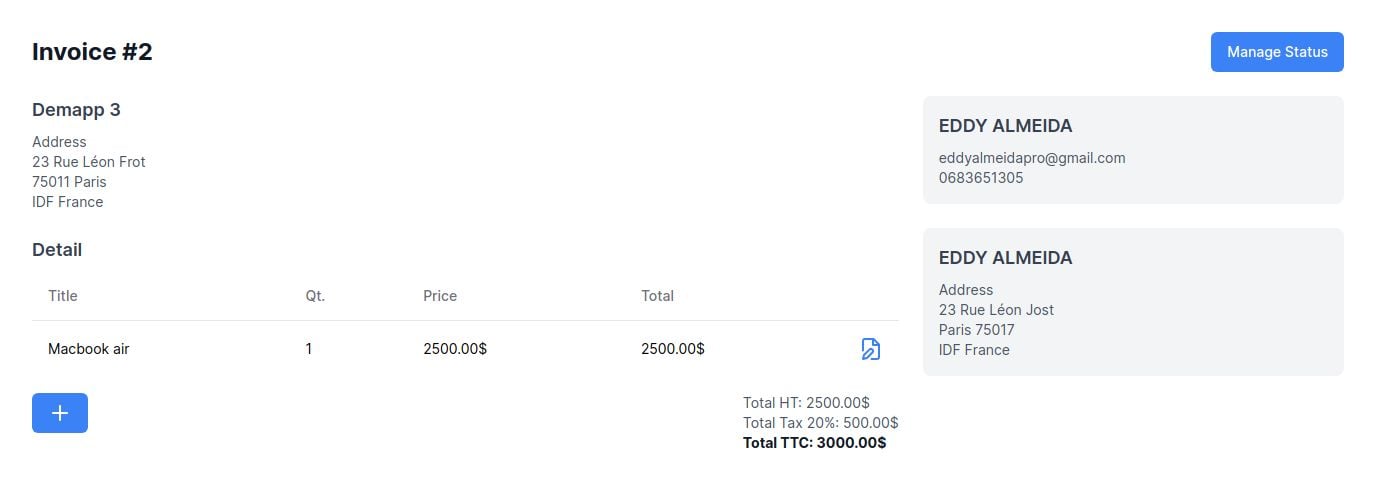 Invoice #2
Manage Status
Demapp 3
Address
23 Rue Léon Frot
75011 Paris
IDF France
Detail
Title Qt. Price Total
Macbook air 1 2500.00$ 2500.00$
Total HT: 2500.00$
Total Tax 20%: 500.00$
Total TTC: 3000.00$
EDDY ALMEIDA
eddyalmeidapro@gmail.com
0683651305
EDDY ALMEIDA
Address
23 Rue Léon Jost
Paris 75017
IDF France